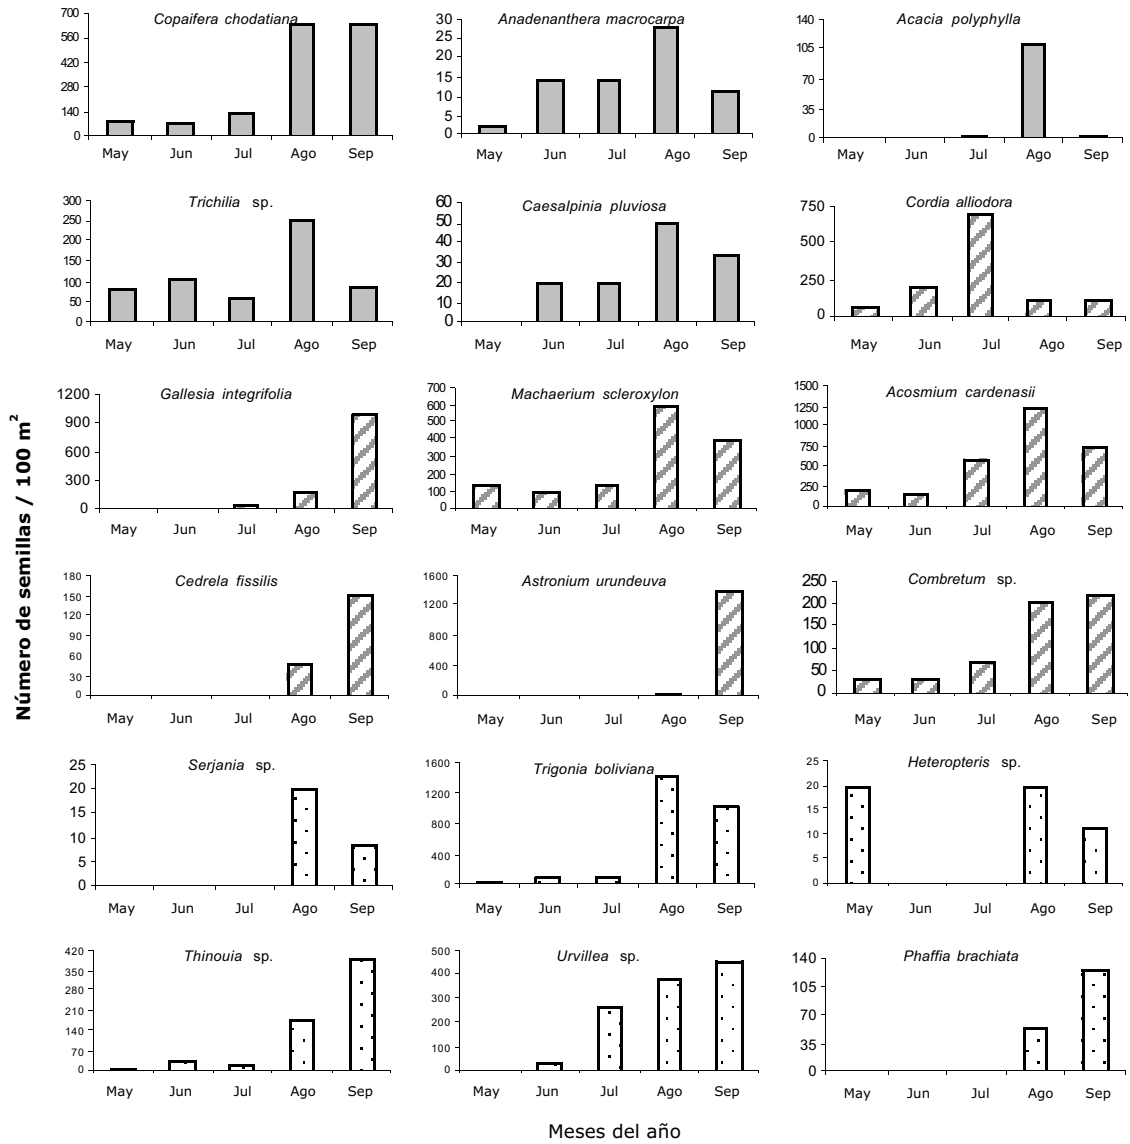 Número de semillas / 100 m²
Copaifera chodatiana
700
560
420
280
140
0
May Jun Jul Ago Sep
Anadenanthera macrocarpa
30
25
20
15
10
5
0
May Jun Jul Ago Sep
Acacia polyphylla
140
105
70
35
0
May Jun Jul Ago Sep
Trichilia sp.
300
250
200
150
100
50
0
May Jun Jul Ago Sep
Caesalpinia pluviosa
60
50
40
30
20
10
0
May Jun Jul Ago Sep
Cordia alliodora
750
500
250
0
May Jun Jul Ago Sep
Gallesia integrifolia
1200
900
600
300
0
May Jun Jul Ago Sep
Machaerium scleroxylon
700
600
500
400
300
200
100
0
May Jun Jul Ago Sep
Acosmium cardenasii
1500
1250
1000
750
500
250
0
May Jun Jul Ago Sep
Cedrela fissilis
180
150
120
90
60
30
0
May Jun Jul Ago Sep
Astronium urundeuva
1600
1200
800
400
0
May Jun Jul Ago Sep
Combretum sp.
250
200
150
100
50
0
May Jun Jul Ago Sep
Serjania sp.
25
20
15
10
5
0
May Jun Jul Ago Sep
Trigonia boliviana
1600
1200
800
400
0
May Jun Jul Ago Sep
Heteropteris sp.
25
20
15
10
5
0
May Jun Jul Ago Sep
Thinouia sp.
420
350
280
210
140
70
0
May Jun Jul Ago Sep
Urvillea sp.
500
400
300
200
100
0
May Jun Jul Ago Sep
Phaffia brachiata
140
105
70
35
0
May Jun Jul Ago Sep
Meses del año